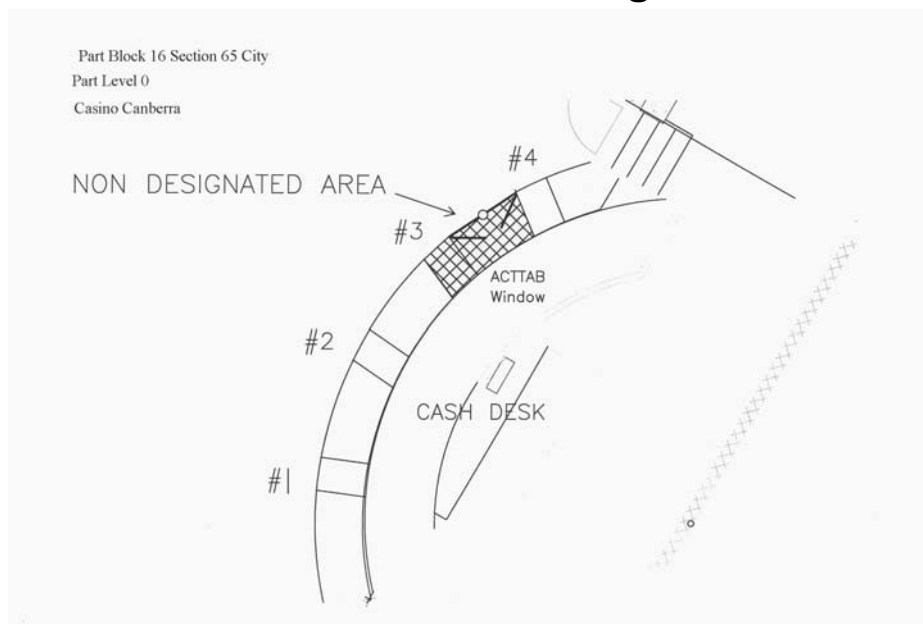 Part Block 16 Section 65 City
Part Level 0
Casino Canberra
#4
NON DESIGNATED AREA
#3
ACTTAB
Window
#2
CASH DESK
#1